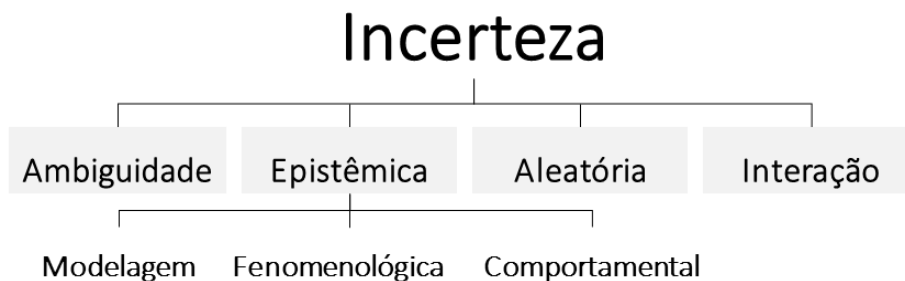 Incerteza
Ambiguidade Epistêmica Aleatória Interação
Modelagem Fenomenológica Comportamental